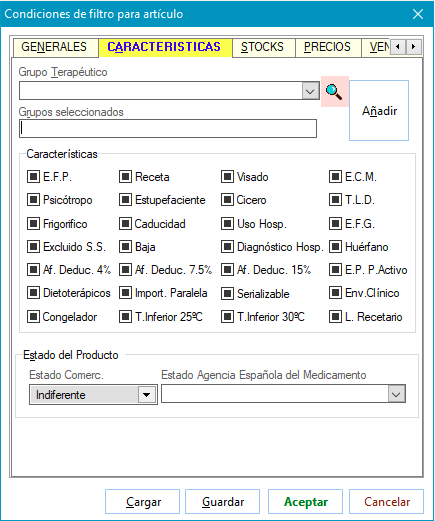 Condiciones de filtro para artículo
GENERALES CARACTERISTICAS STOCKS PRECIOS VEN
Grupo Terapéutico
Grupos seleccionados
Añadir
Características
E.F.P. Receta Visado E.C.M.
Psicótropo Estupefaciente Cicero T.L.D.
Frigorifico Caducidad Uso Hosp. E.F.G.
Excluido S.S. Baja Diagnóstico Hosp. Huérfano
Af. Deduc. 4% Af. Deduc. 7.5% Af. Deduc. 15% E.P. P.Activo
Dietoterápicos Import. Paralela Serializable Env.Clínico
Congelador T.Inferior 25ºC T.Inferior 30ºC L. Recetario
Estado del Producto
Estado Comerc. Estado Agencia Española del Medicamento
Indiferente
Cargar Guardar Aceptar Cancelar